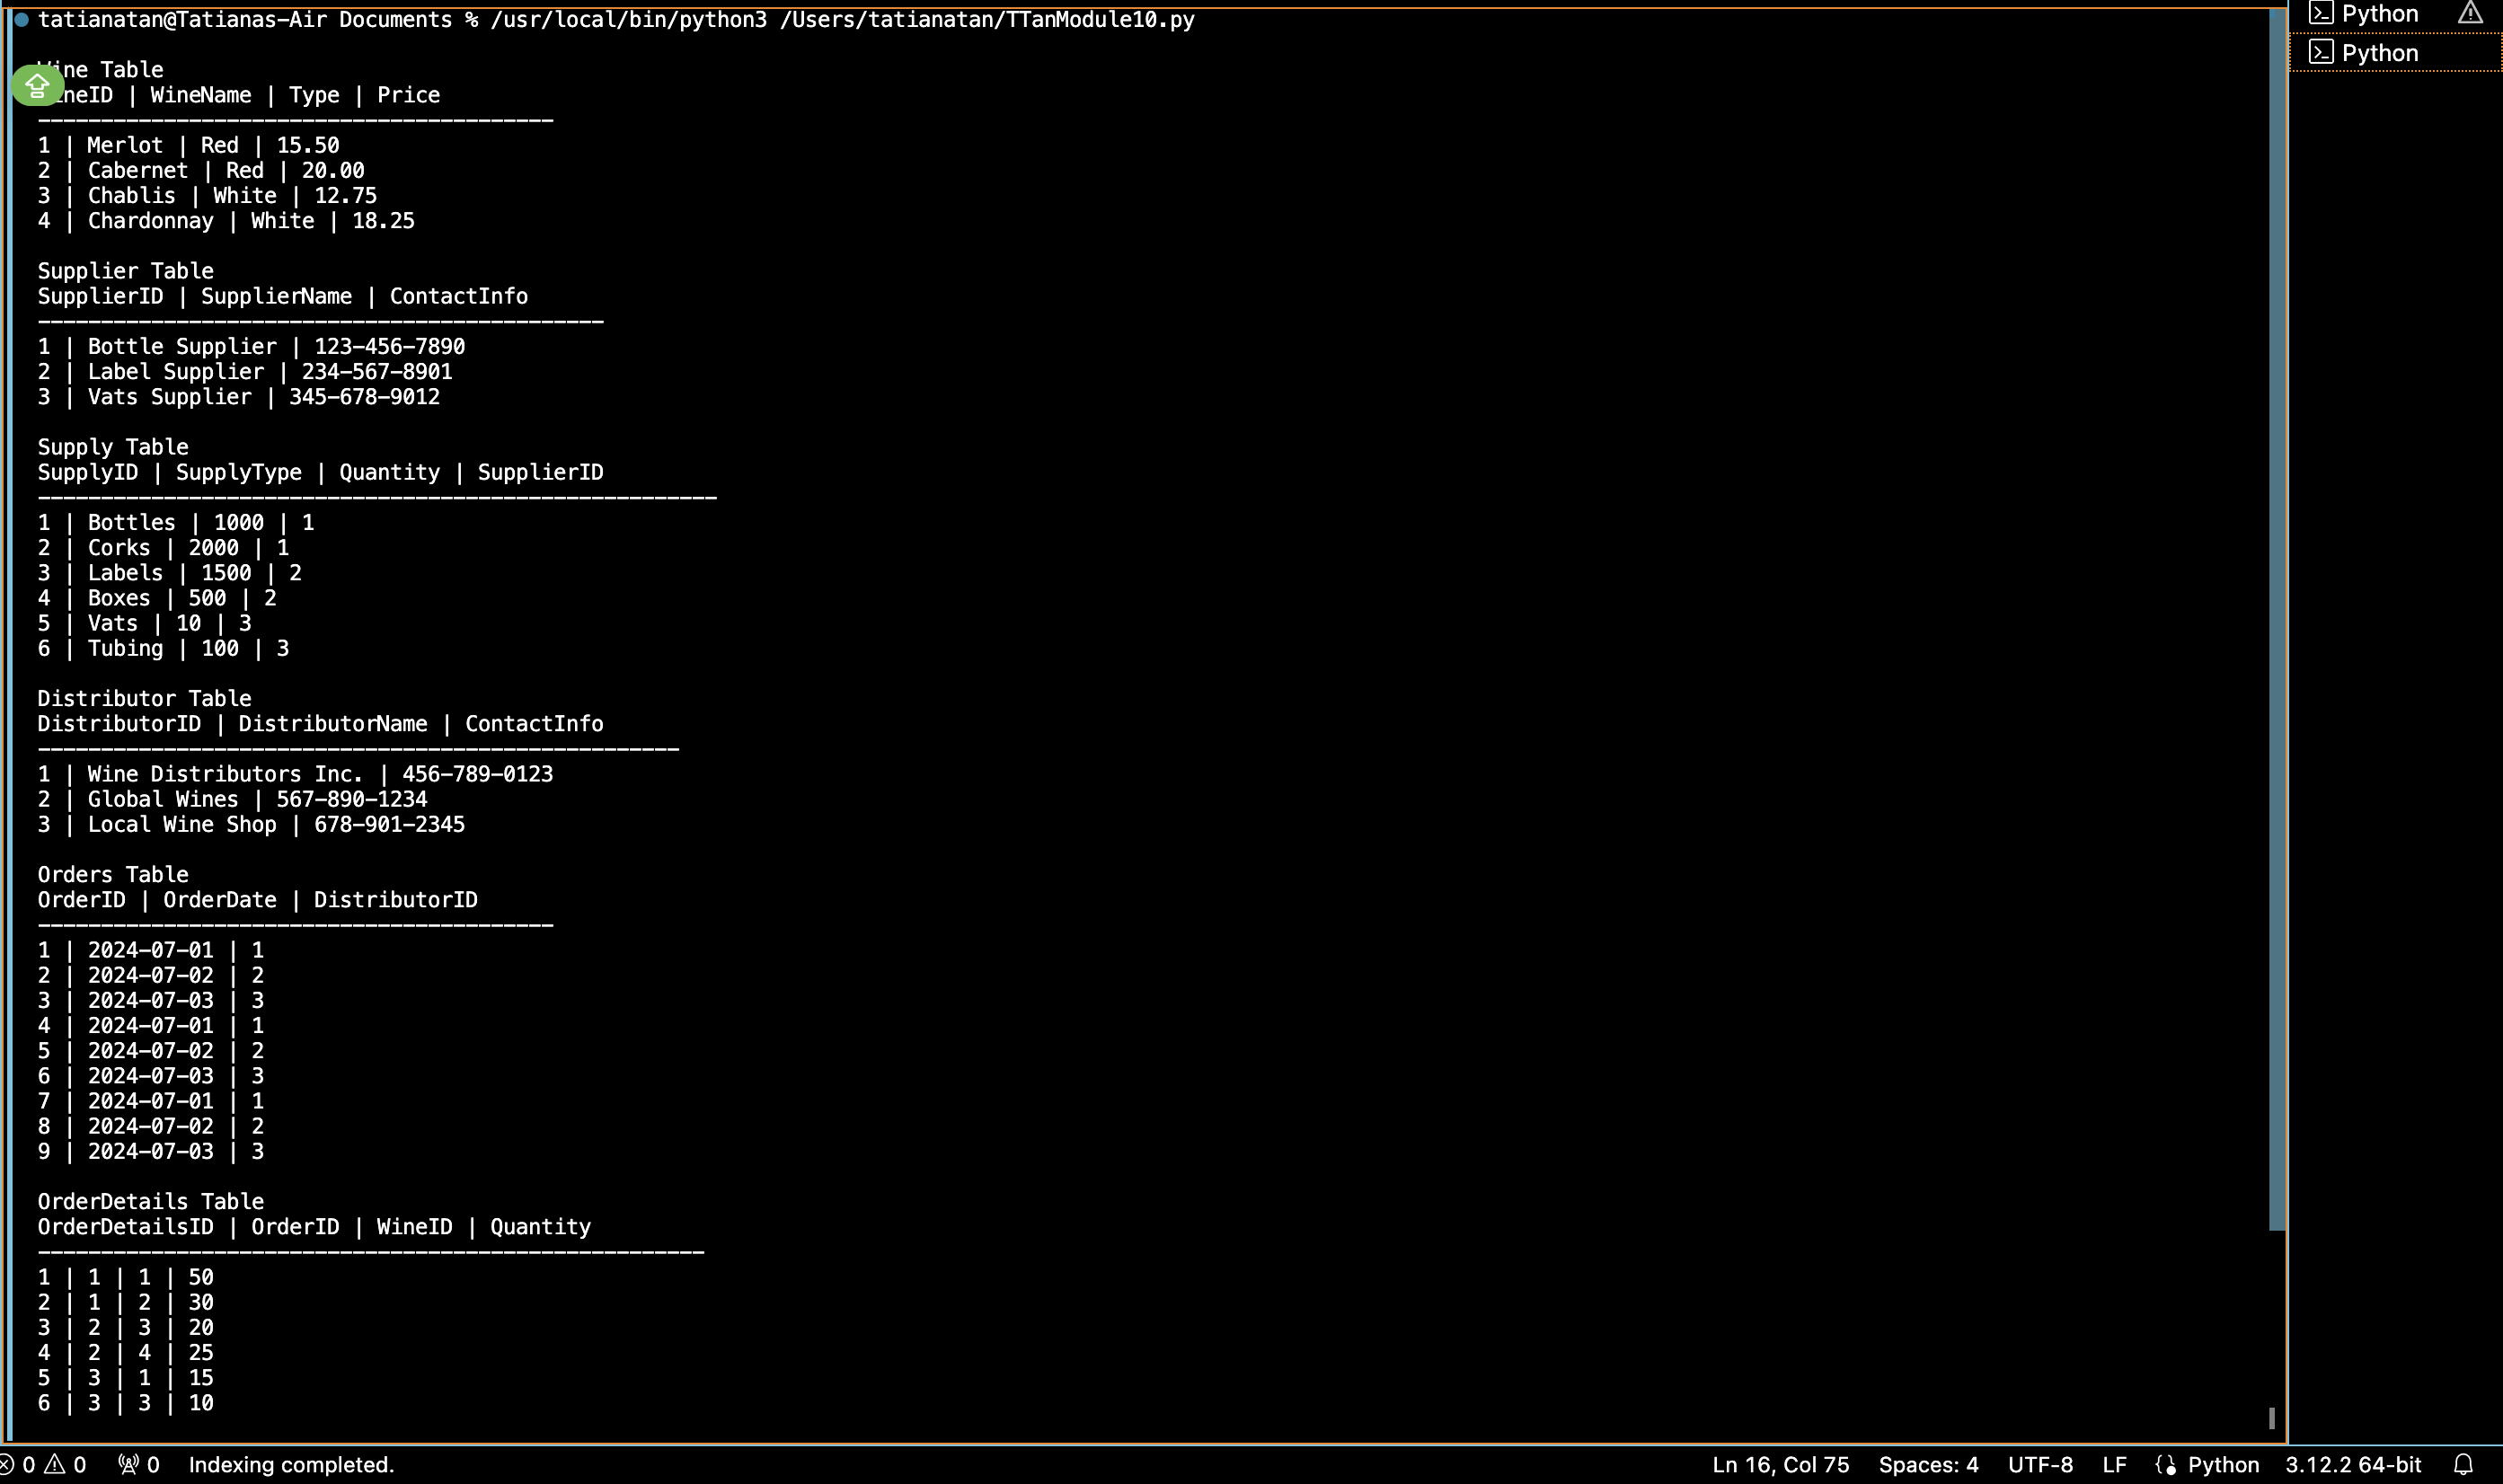 tatianatan@Tatianas-Air Documents % /usr/local/bin/python3 /Users/tatianatan/TTanModule10.py
Python
Python
ine Table
neID | WineName | Type | Price
-----------------------------------------
1 | Merlot | Red | 15.50
2 | Cabernet | Red | 20.00
3 | Chablis | White | 12.75
4 | Chardonnay | White | 18.25
Supplier Table
SupplierID | SupplierName | ContactInfo
---------------------------------------------
1 | Bottle Supplier | 123-456-7890
2 | Label Supplier | 234-567-8901
3 | Vats Supplier | 345-678-9012
Supply Table
SupplyID | SupplyType | Quantity | SupplierID
------------------------------------------------------
1 | Bottles | 1000 | 1
2 | Corks | 2000 | 1
3 | Labels | 1500 | 2
4 | Boxes | 500 | 2
5 | Vats | 10 | 3
6 | Tubing | 100 | 3
Distributor Table
DistributorID | DistributorName | ContactInfo
---------------------------------------------------
1 | Wine Distributors Inc. | 456-789-0123
2 | Global Wines | 567-890-1234
3 | Local Wine Shop | 678-901-2345
Orders Table
OrderID | OrderDate | DistributorID
-----------------------------------------
1 | 2024-07-01 | 1
2 | 2024-07-02 | 2
3 | 2024-07-03 | 3
4 | 2024-07-01 | 1
5 | 2024-07-02 | 2
6 | 2024-07-03 | 3
7 | 2024-07-01 | 1
8 | 2024-07-02 | 2
9 | 2024-07-03 | 3
OrderDetails Table
OrderDetailsID | OrderID | WineID | Quantity
-----------------------------------------------------
1 | 1 | 1 | 50
2 | 1 | 2 | 30
3 | 2 | 3 | 20
4 | 2 | 4 | 25
5 | 3 | 1 | 15
6 | 3 | 3 | 10
0 0 0 Indexing completed. Ln 16, Col 75 Spaces: 4 UTF-8 LF Python 3.12.2 64-bit